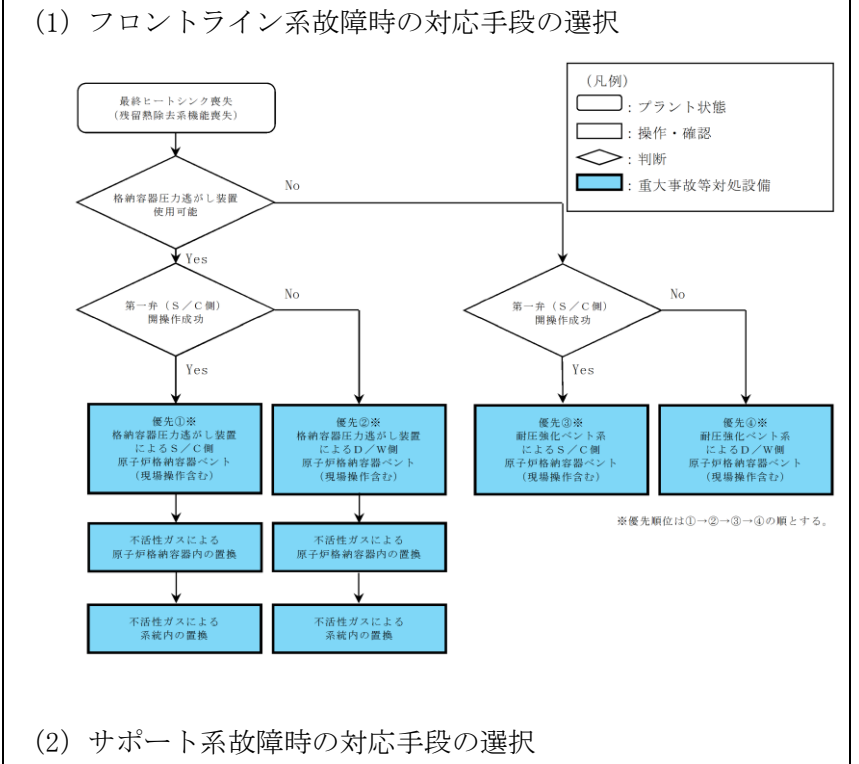 (1) フロントライン系故障時の対応手段の選択
最終ヒートシンク喪失
(残留熱除去系機能喪失)
(凡例)
：プラント状態
：操作・確認
：判断
：重大事故等対処設備
格納容器圧力逃がし装置
使用可能
No
Yes
第一弁（Ｓ／Ｃ側）
開操作成功
No
Yes
第一弁（Ｓ／Ｃ側）
開操作成功
No
Yes
優先①※
格納容器圧力逃がし装置
によるＳ／Ｃ側
原子炉格納容器ベント
(現場操作含む)
優先②※
格納容器圧力逃がし装置
によるＤ／Ｗ側
原子炉格納容器ベント
(現場操作含む)
優先③※
耐圧強化ベント系
によるＳ／Ｃ側
原子炉格納容器ベント
(現場操作含む)
優先④※
耐圧強化ベント系
によるＤ／Ｗ側
原子炉格納容器ベント
(現場操作含む)
※優先順位は①→②→③→④の順とする。
不活性ガスによる
原子炉格納容器内の置換
不活性ガスによる
原子炉格納容器内の置換
不活性ガスによる
系統内の置換
不活性ガスによる
系統内の置換
(2) サポート系故障時の対応手段の選択